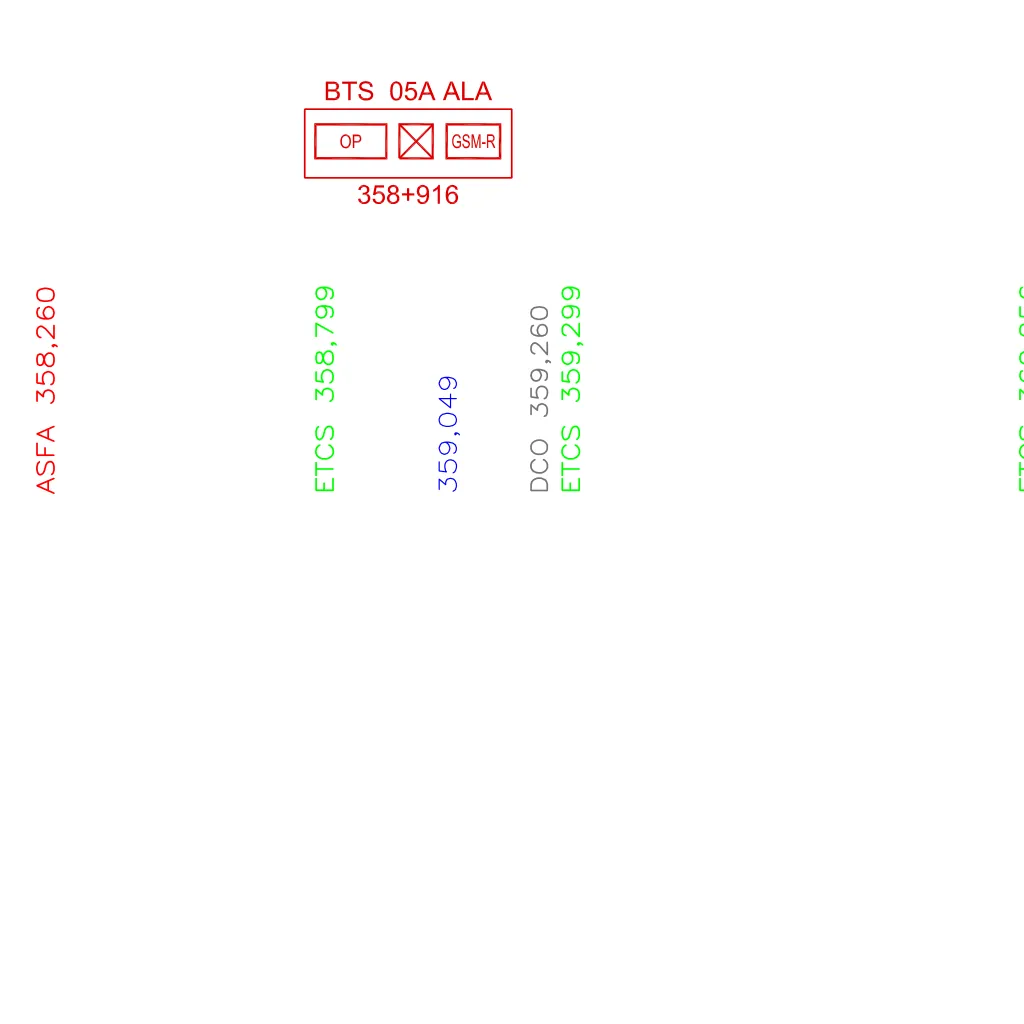 BTS 05A ALA
OP
GSM-R
358+916
ASFA 358,260
ETCS 358,799
359,049
DCO 359,260
ETCS 359,299